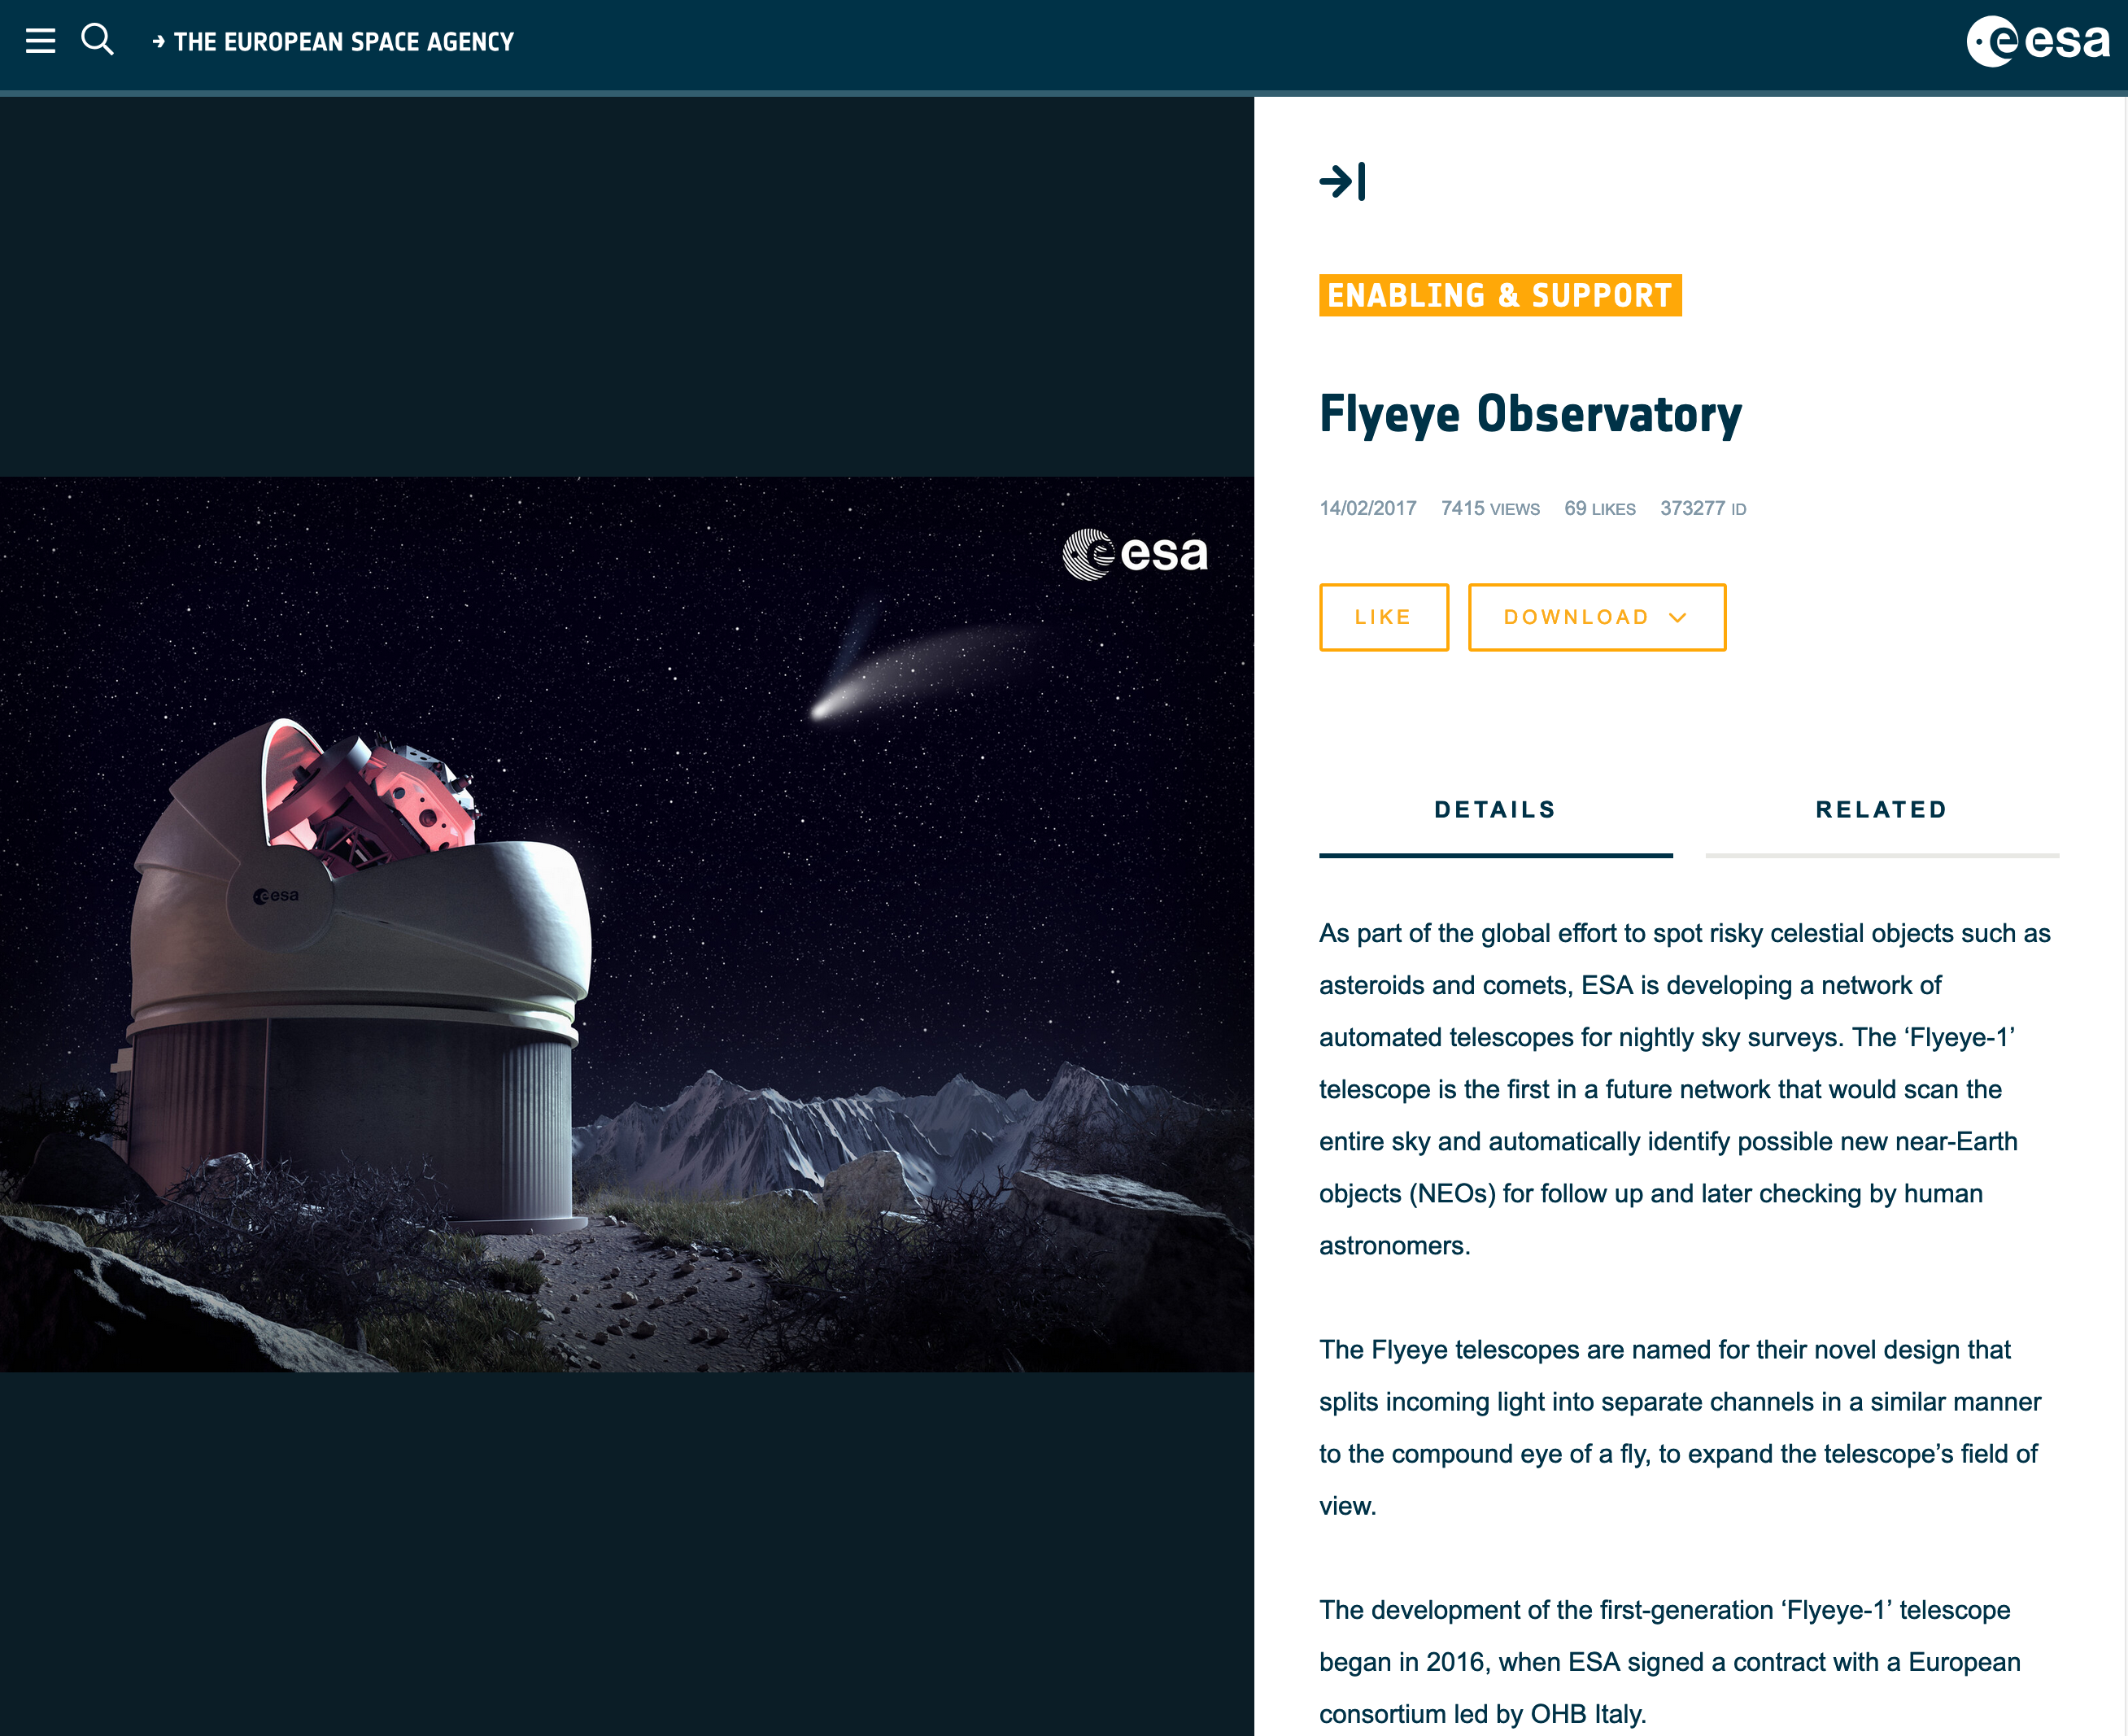 THE EUROPEAN SPACE AGENCY
esa
esa
esa
ENABLING & SUPPORT
Flyeye Observatory
14/02/2017 7415 VIEWS 69 LIKES 373277 ID
LIKE DOWNLOAD
DETAILS RELATED
As part of the global effort to spot risky celestial objects such as
asteroids and comets, ESA is developing a network of
automated telescopes for nightly sky surveys. The ‘Flyeye-1’
telescope is the first in a future network that would scan the
entire sky and automatically identify possible new near-Earth
objects (NEOs) for follow up and later checking by human
astronomers.
The Flyeye telescopes are named for their novel design that
splits incoming light into separate channels in a similar manner
to the compound eye of a fly, to expand the telescope’s field of
view.
The development of the first-generation ‘Flyeye-1’ telescope
began in 2016, when ESA signed a contract with a European
consortium led by OHB Italy.